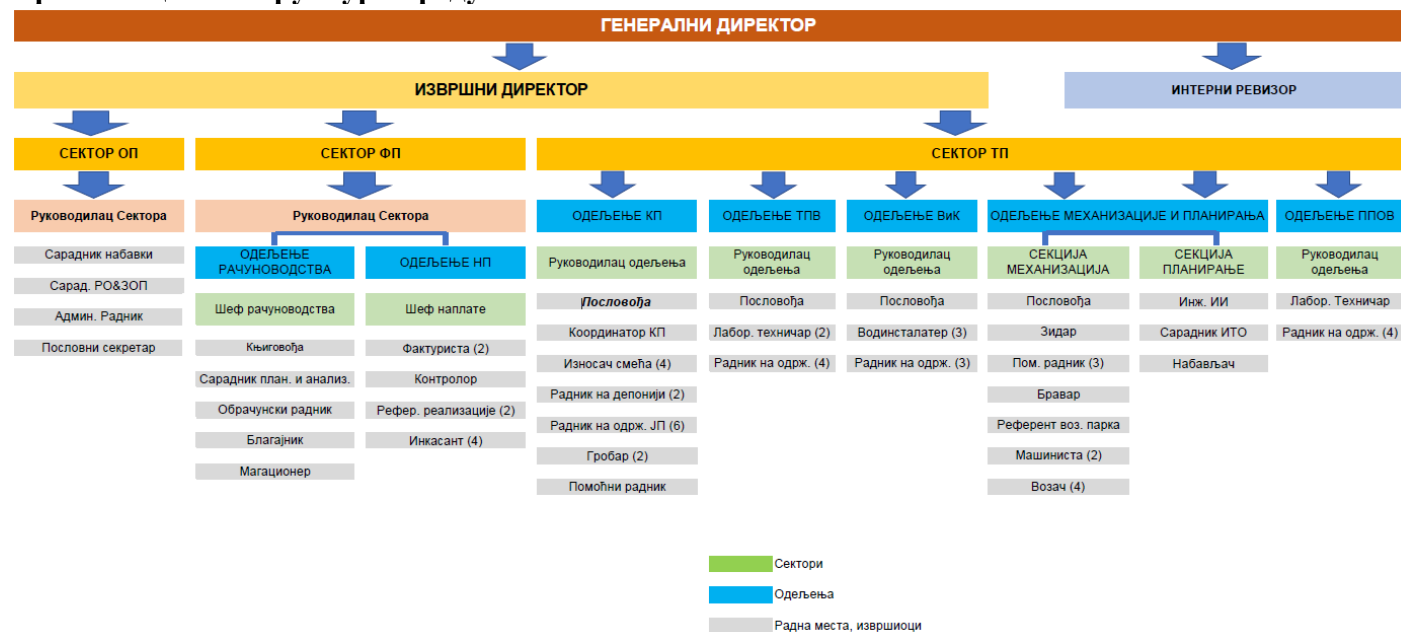 ГЕНЕРАЛНИ ДИРЕКТОР
ИЗВРШНИ ДИРЕКТОР
ИНТЕРНИ РЕВИЗОР
СЕКТОР ОП
СЕКТОР ФП
СЕКТОР ТП
Руководилац Сектора
Руководилац Сектора
ОДЕЉЕЊЕ КП
ОДЕЉЕЊЕ ТПВ
ОДЕЉЕЊЕ ВиК
ОДЕЉЕЊЕ МЕХАНИЗАЦИЈЕ И ПЛАНИРАЊА
ОДЕЉЕЊЕ ППОВ
Сарадник набавки
Сарад. РО&ЗОП
Админ. Радник
Пословни секретар
ОДЕЉЕЊЕ
РАЧУНОВОДСТВА
Шеф рачуноводства
Књиговођа
Сарадник план. и анализ.
Обрачунски радник
Благајник
Магационер
ОДЕЉЕЊЕ НП
Шеф наплате
Фактуриста (2)
Контролор
Рефер. реализације (2)
Инкасант (4)
Руководилац одељења
Пословођа
Координатор КП
Износач смећа (4)
Радник на депонији (2)
Радник на одрж. ЈП (6)
Гробар (2)
Помоћни радник
Руководилац
одељења
Пословођа
Лабор. техничар (2)
Радник на одрж. (4)
Руководилац
одељења
Пословођа
Водинсталатер (3)
Радник на одрж. (3)
СЕКЦИЈА
МЕХАНИЗАЦИЈА
Пословођа
Зидар
Пом. радник (3)
Бравар
Референт воз. парка
Машиниста (2)
Возач (4)
СЕКЦИЈА
ПЛАНИРАЊЕ
Инж. ИИ
Сарадник ИТО
Набављач
Руководилац
одељења
Лабор. Техничар
Радник на одрж. (4)
Сектори
Одељења
Радна места, извршиоци